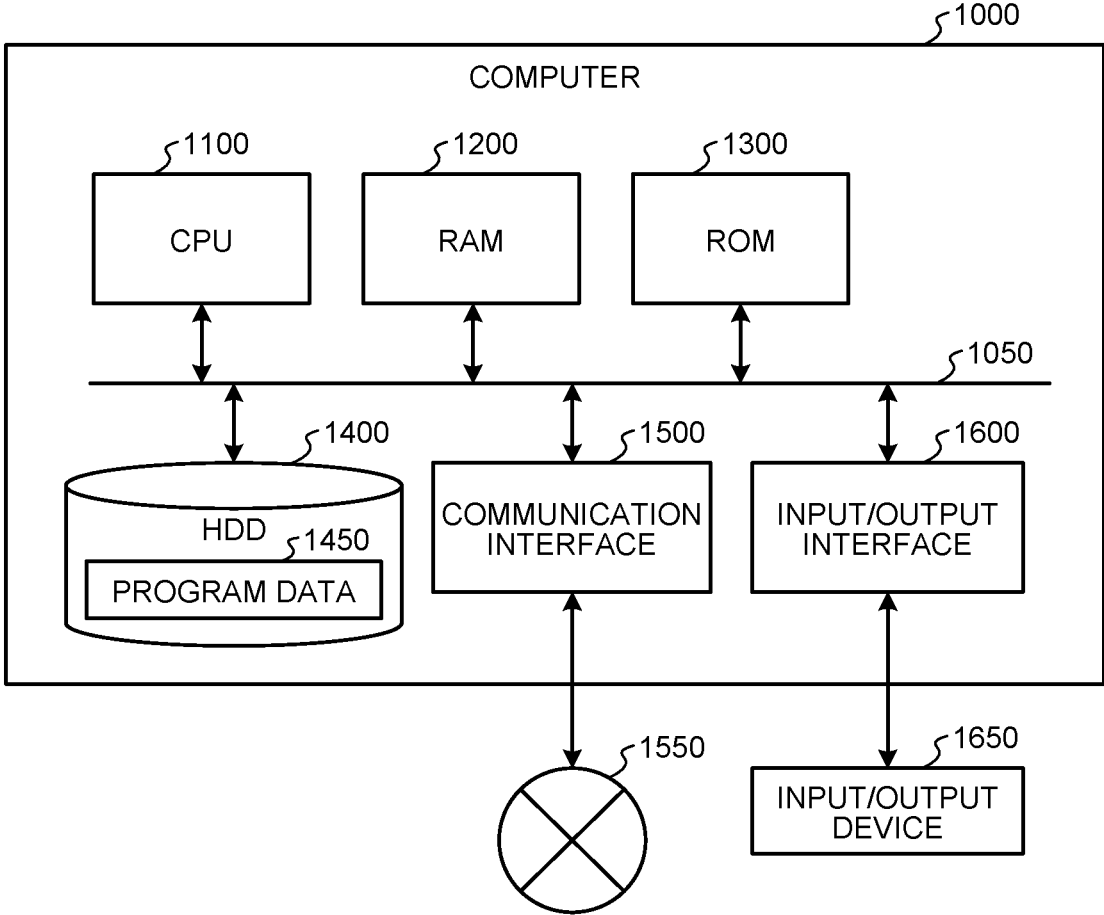 1000
COMPUTER
1100
1200
1300
CPU
RAM
ROM
1050
1400
1500
1600
HDD
1450
PROGRAM DATA
COMMUNICATION
INTERFACE
INPUT/OUTPUT
INTERFACE
1550
1650
INPUT/OUTPUT
DEVICE